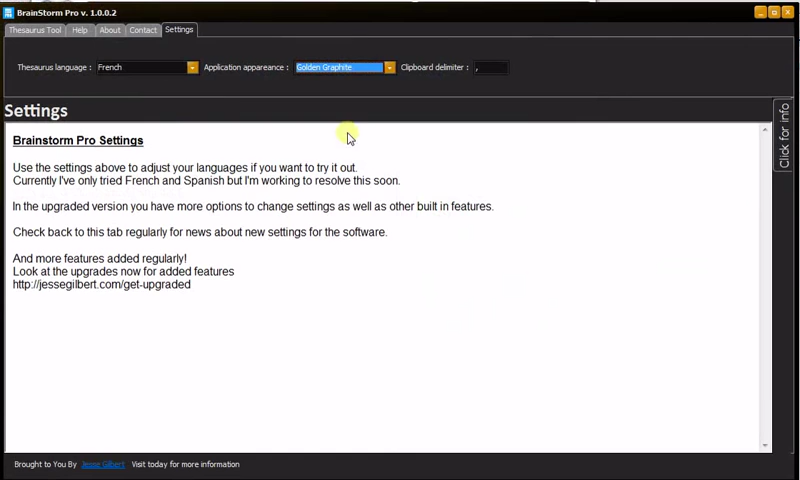 BrainStorm Pro v. 1.0.0.2
Thesaurus Tool Help About Contact Settings
Thesaurus language : French Application appareance : Golden Graphite Clipboard delimiter : ,
Settings
Click for info
Brainstorm Pro Settings
Use the settings above to adjust your languages if you want to try it out.
Currently I've only tried French and Spanish but I'm working to resolve this soon.
In the upgraded version you have more options to change settings as well as other built in features.
Check back to this tab regularly for news about new settings for the software.
And more features added regularly!
Look at the upgrades now for added features
http://jessegilbert.com/get-upgraded
Brought to You By Jesse Gilbert Visit today for more information